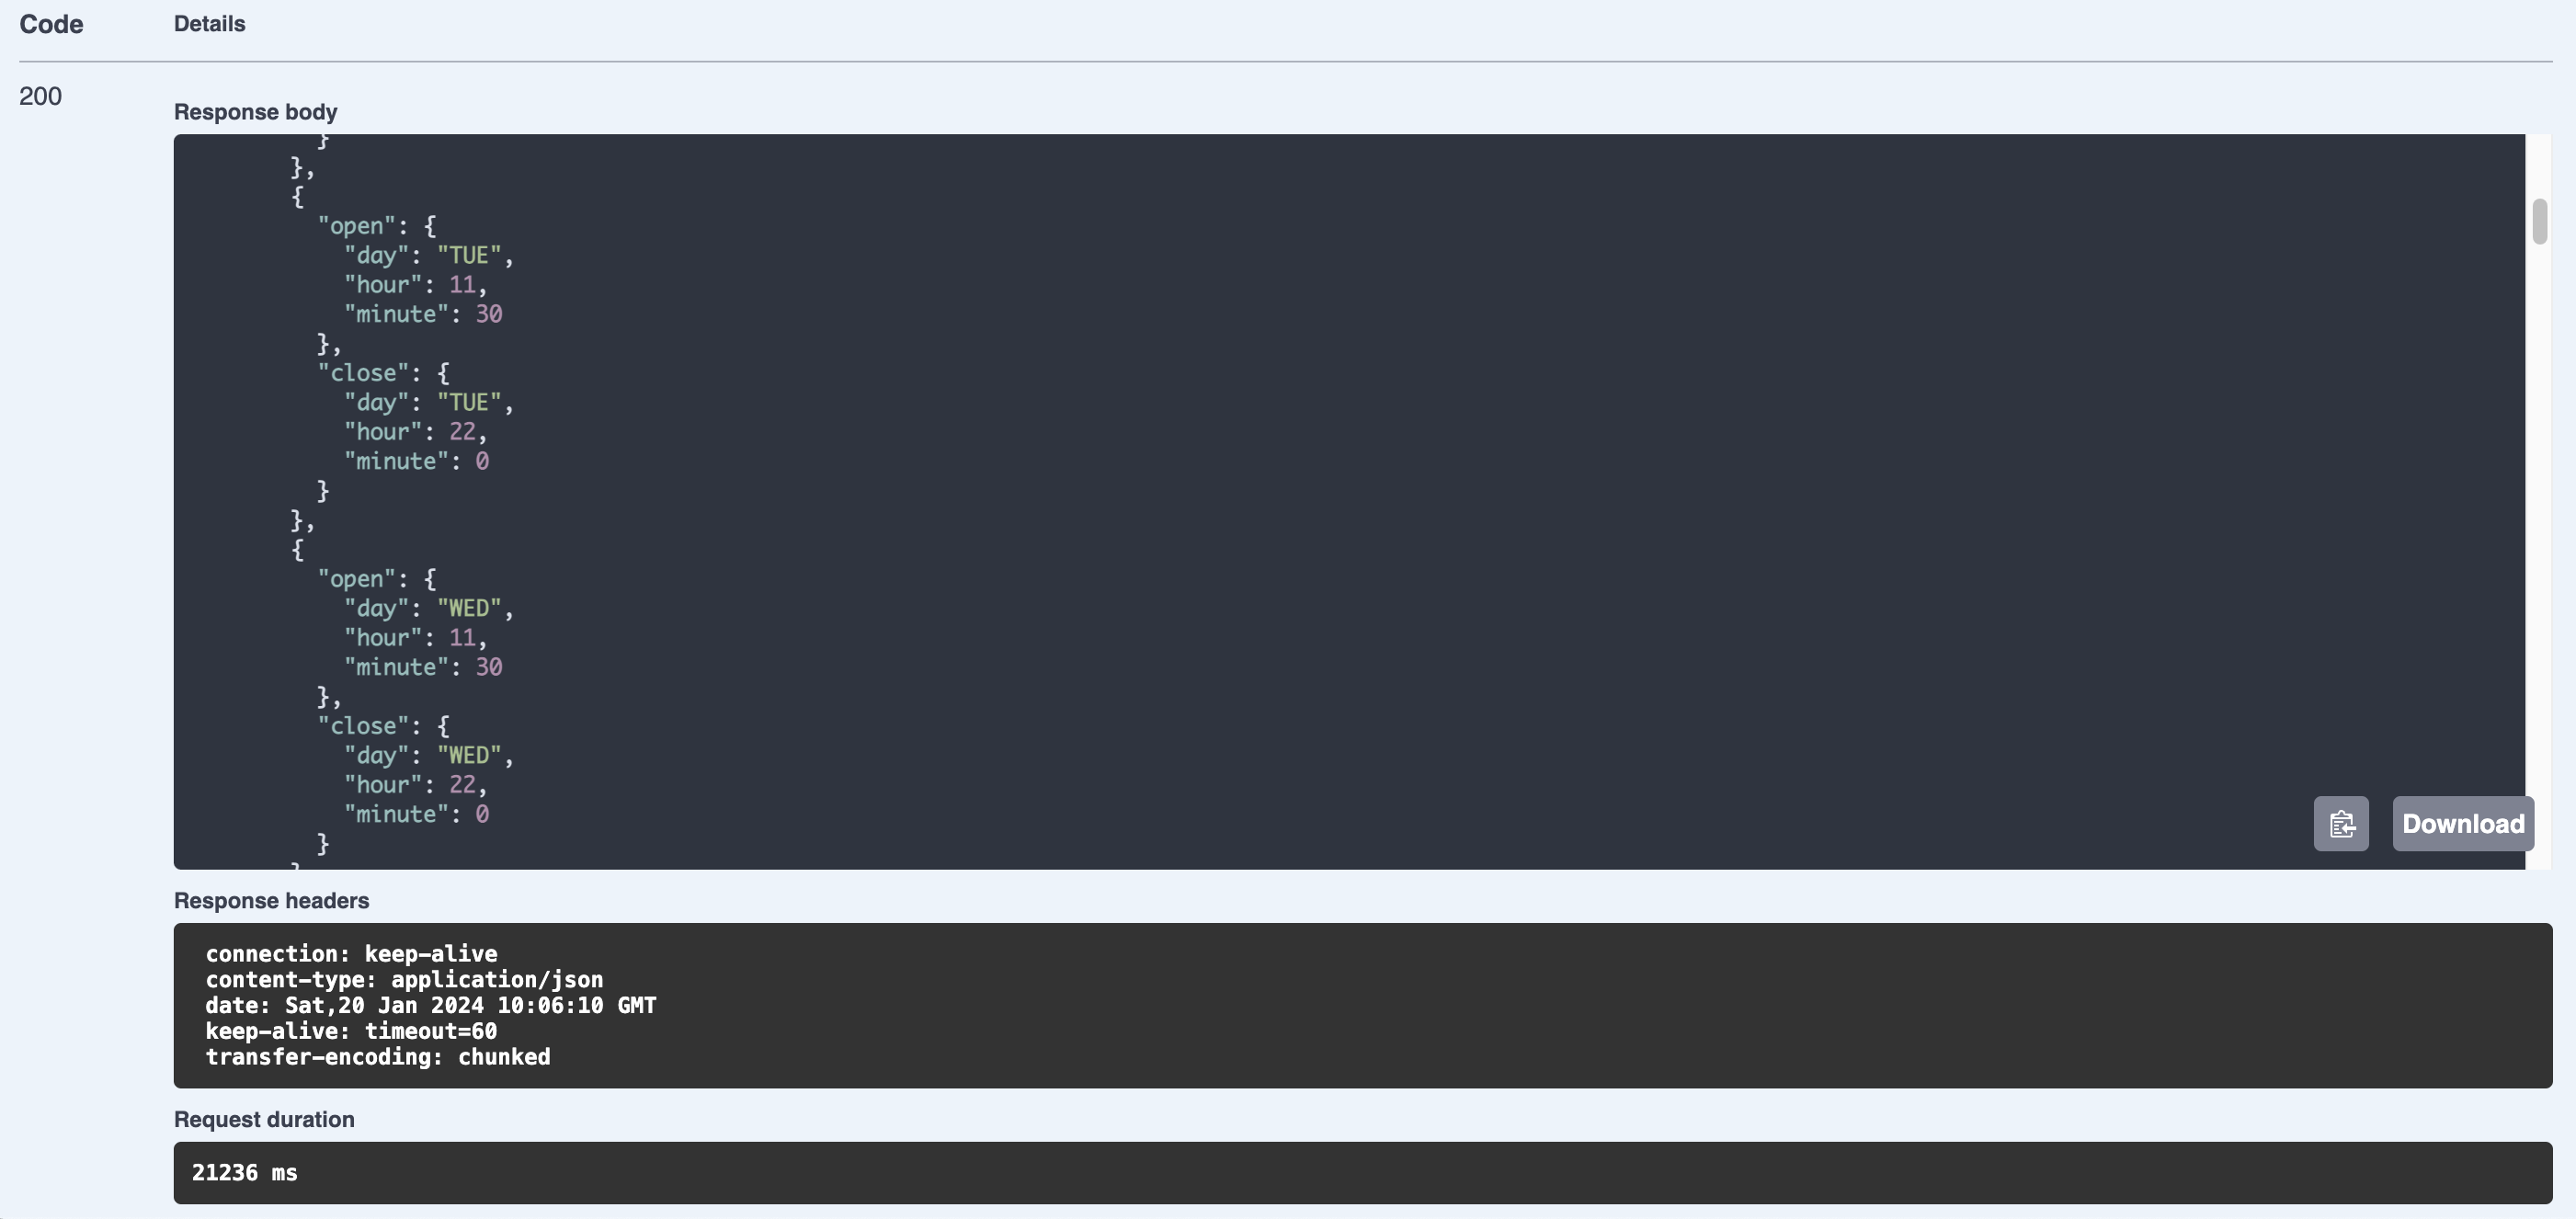 Code Details
200
Response body
}
},
{
"open": {
"day": "TUE",
"hour": 11,
"minute": 30
},
"close": {
"day": "TUE",
"hour": 22,
"minute": 0
}
},
{
"open": {
"day": "WED",
"hour": 11,
"minute": 30
},
"close": {
"day": "WED",
"hour": 22,
"minute": 0
}
}
Download
Response headers
connection: keep-alive
content-type: application/json
date: Sat,20 Jan 2024 10:06:10 GMT
keep-alive: timeout=60
transfer-encoding: chunked
Request duration
21236 ms